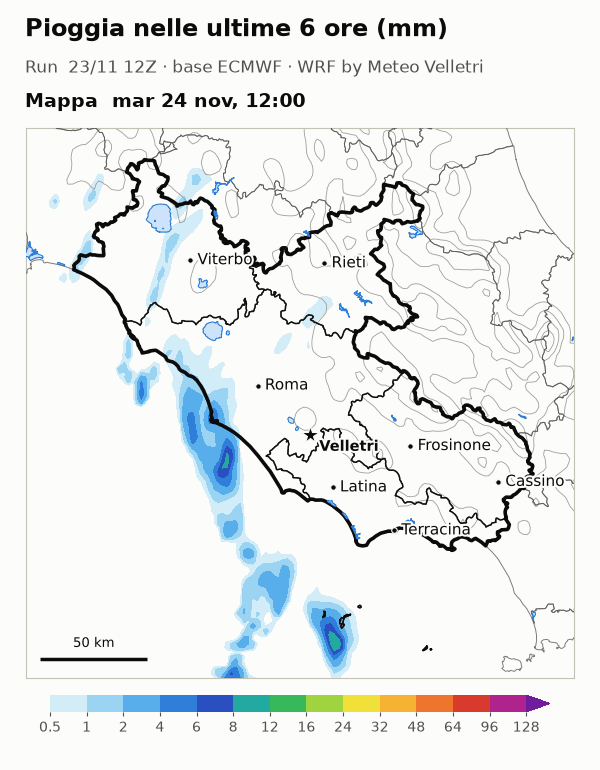 Pioggia nelle ultime 6 ore (mm)
Run 23/11 12Z · base ECMWF · WRF by Meteo Velletri
Mappa mar 24 nov, 12:00
Viterbo
Rieti
Roma
Velletri
Frosinone
Cassino
Latina
Terracina
50 km
0.5 1 2 4 6 8 12 16 24 32 48 64 96 128